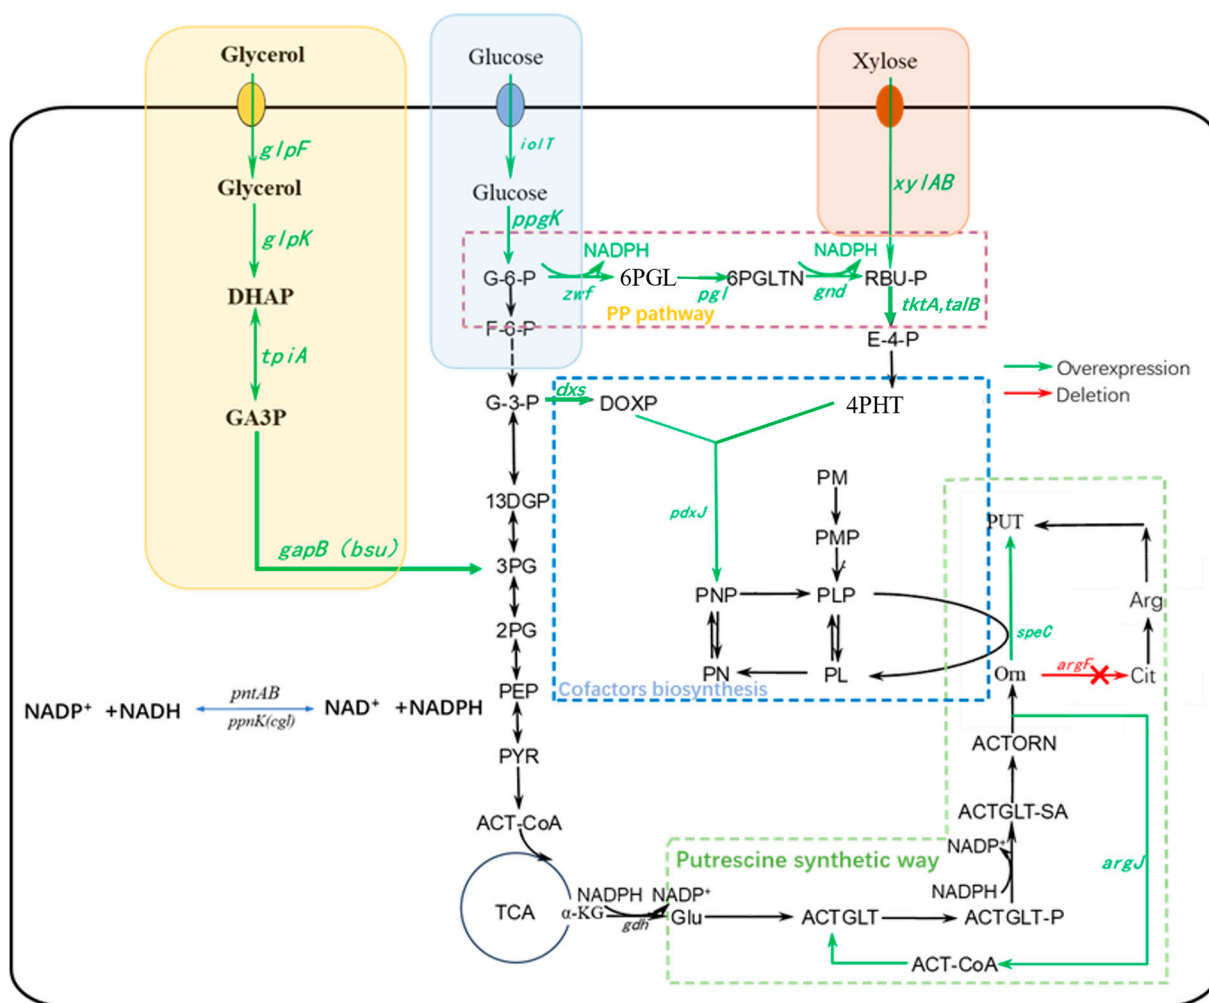 Glycerol
Glucose
Xylose
glpF
iolT
xylAB
Glycerol
Glucose
glpK
ppgK
NADPH
NADPH
DHAP
G-6-P
zwf
6PGL
pgl
6PGLTN
gnd
RBU-P
tktA,talB
PP pathway
F-6-P
E-4-P
tpiA
Overexpression
Deletion
GA3P
G-3-P
dxs
DOXP
4PHT
13DGP
pdxJ
PM
PUT
PMP
gapB (bsu)
3PG
PNP
PLP
Arg
2PG
speC
PN
PL
Orn
argF
Cit
Cofactors biosynthesis
PEP
pntAB
NADP+ +NADH
NAD+ +NADPH
ppnK(cgl)
PYR
ACTORN
ACT-CoA
ACTGLT-SA
NADP+
argJ
Putrescine synthetic way
NADPH
NADPH
NADP+
TCA
α-KG
gdh
Glu
ACTGLT
ACTGLT-P
ACT-CoA